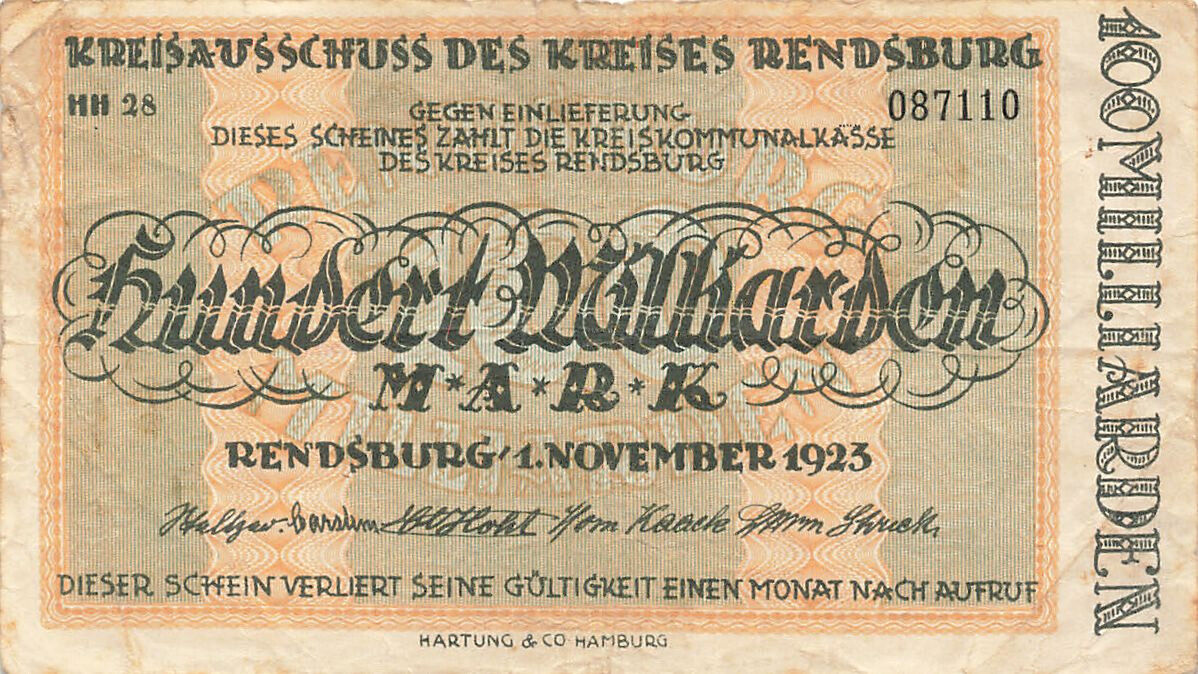 KREISAUSSCHUSS DES KREISES RENDSBURG
HH 28
087110
GEGEN EINLIEFERUNG
DIESES SCHEINES ZAHLT DIE KREISKOMMUNALKASSE
DES KREISES RENDSBURG
Hundert Milliarden
M*A*R*K
RENDSBURG, 1. NOVEMBER 1923
DIESER SCHEIN VERLIERT SEINE GÜLTIGKEIT EINEN MONAT NACH AUFRUF
HARTUNG & CO HAMBURG
100 MILLIARDEN